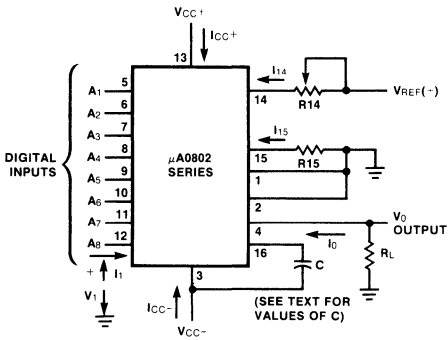 VCC+
ICC+
13
A1 5
A2 6
A3 7
A4 8
A5 9
A6 10
A7 11
A8 12
DIGITAL
INPUTS
µA0802
SERIES
I14
14
R14
VREF(+)
I15
15
R15
1
2
4
VO
OUTPUT
IO
16
C
RL
+
I1
V1
3
ICC-
VCC-
(SEE TEXT FOR
VALUES OF C)